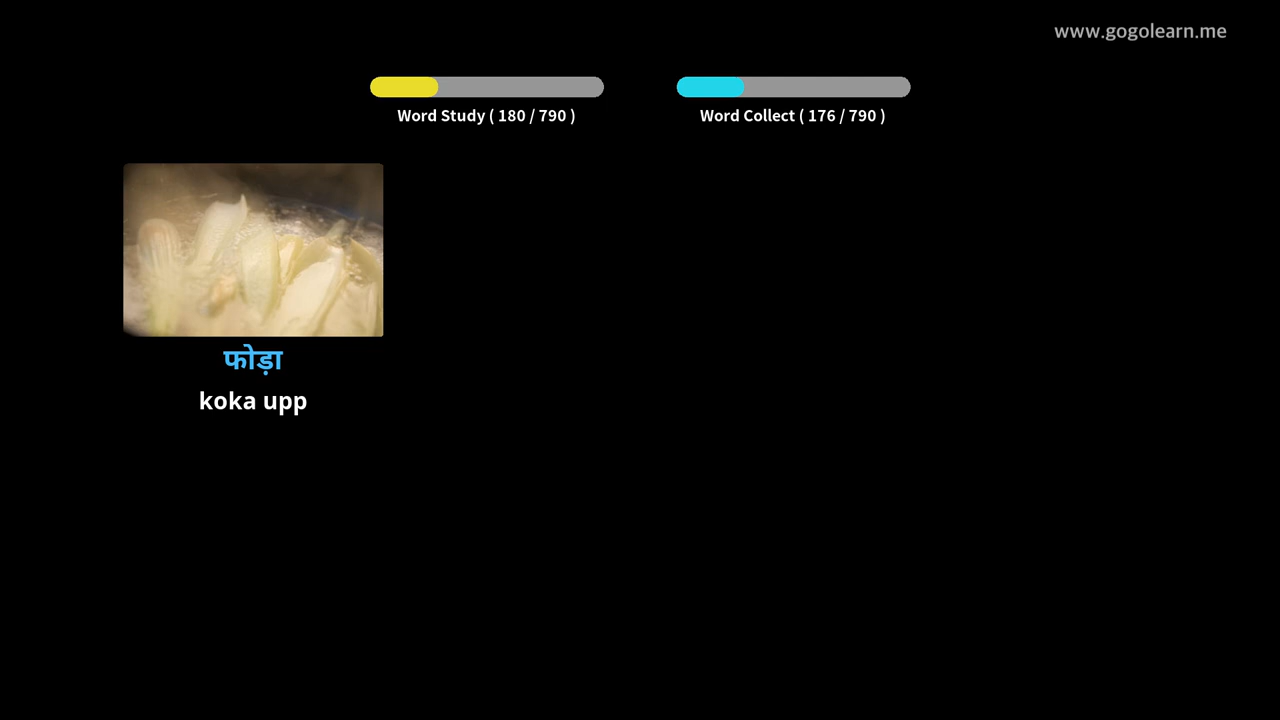 www.gogolearn.me
Word Study ( 180 / 790 )
Word Collect ( 176 / 790 )
फोड़ा
koka upp